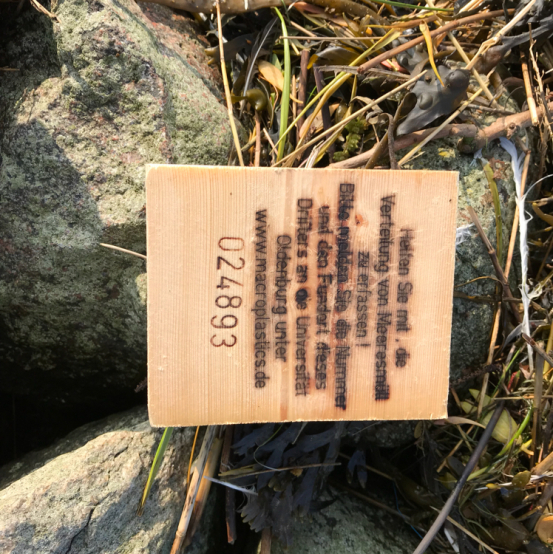 Helfen Sie mit, die
Verteilung von Meeresmüll
zu erfassen!
Bitte melden Sie die Nummer
und den Fundort dieses
Drifters an die Universität
Oldenburg unter
www.macroplastics.de
024893